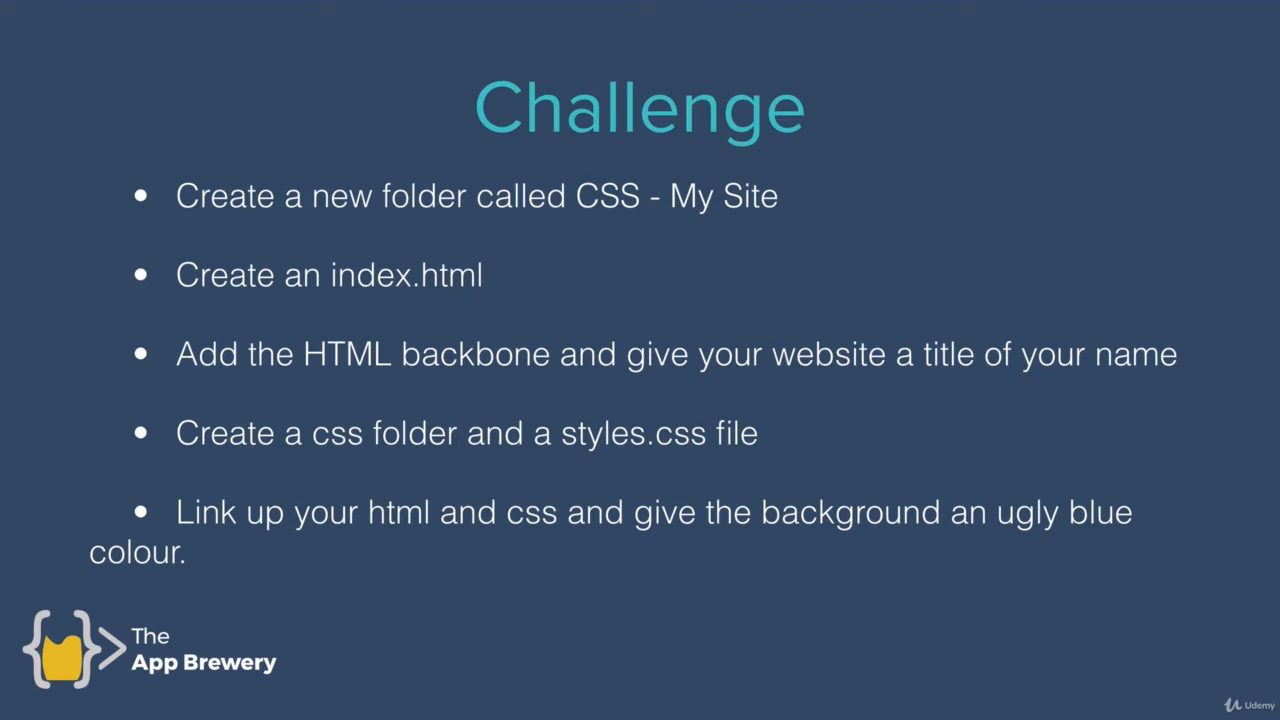 Challenge
• Create a new folder called CSS - My Site
• Create an index.html
• Add the HTML backbone and give your website a title of your name
• Create a css folder and a styles.css file
• Link up your html and css and give the background an ugly blue
colour.
The
App Brewery
Udemy